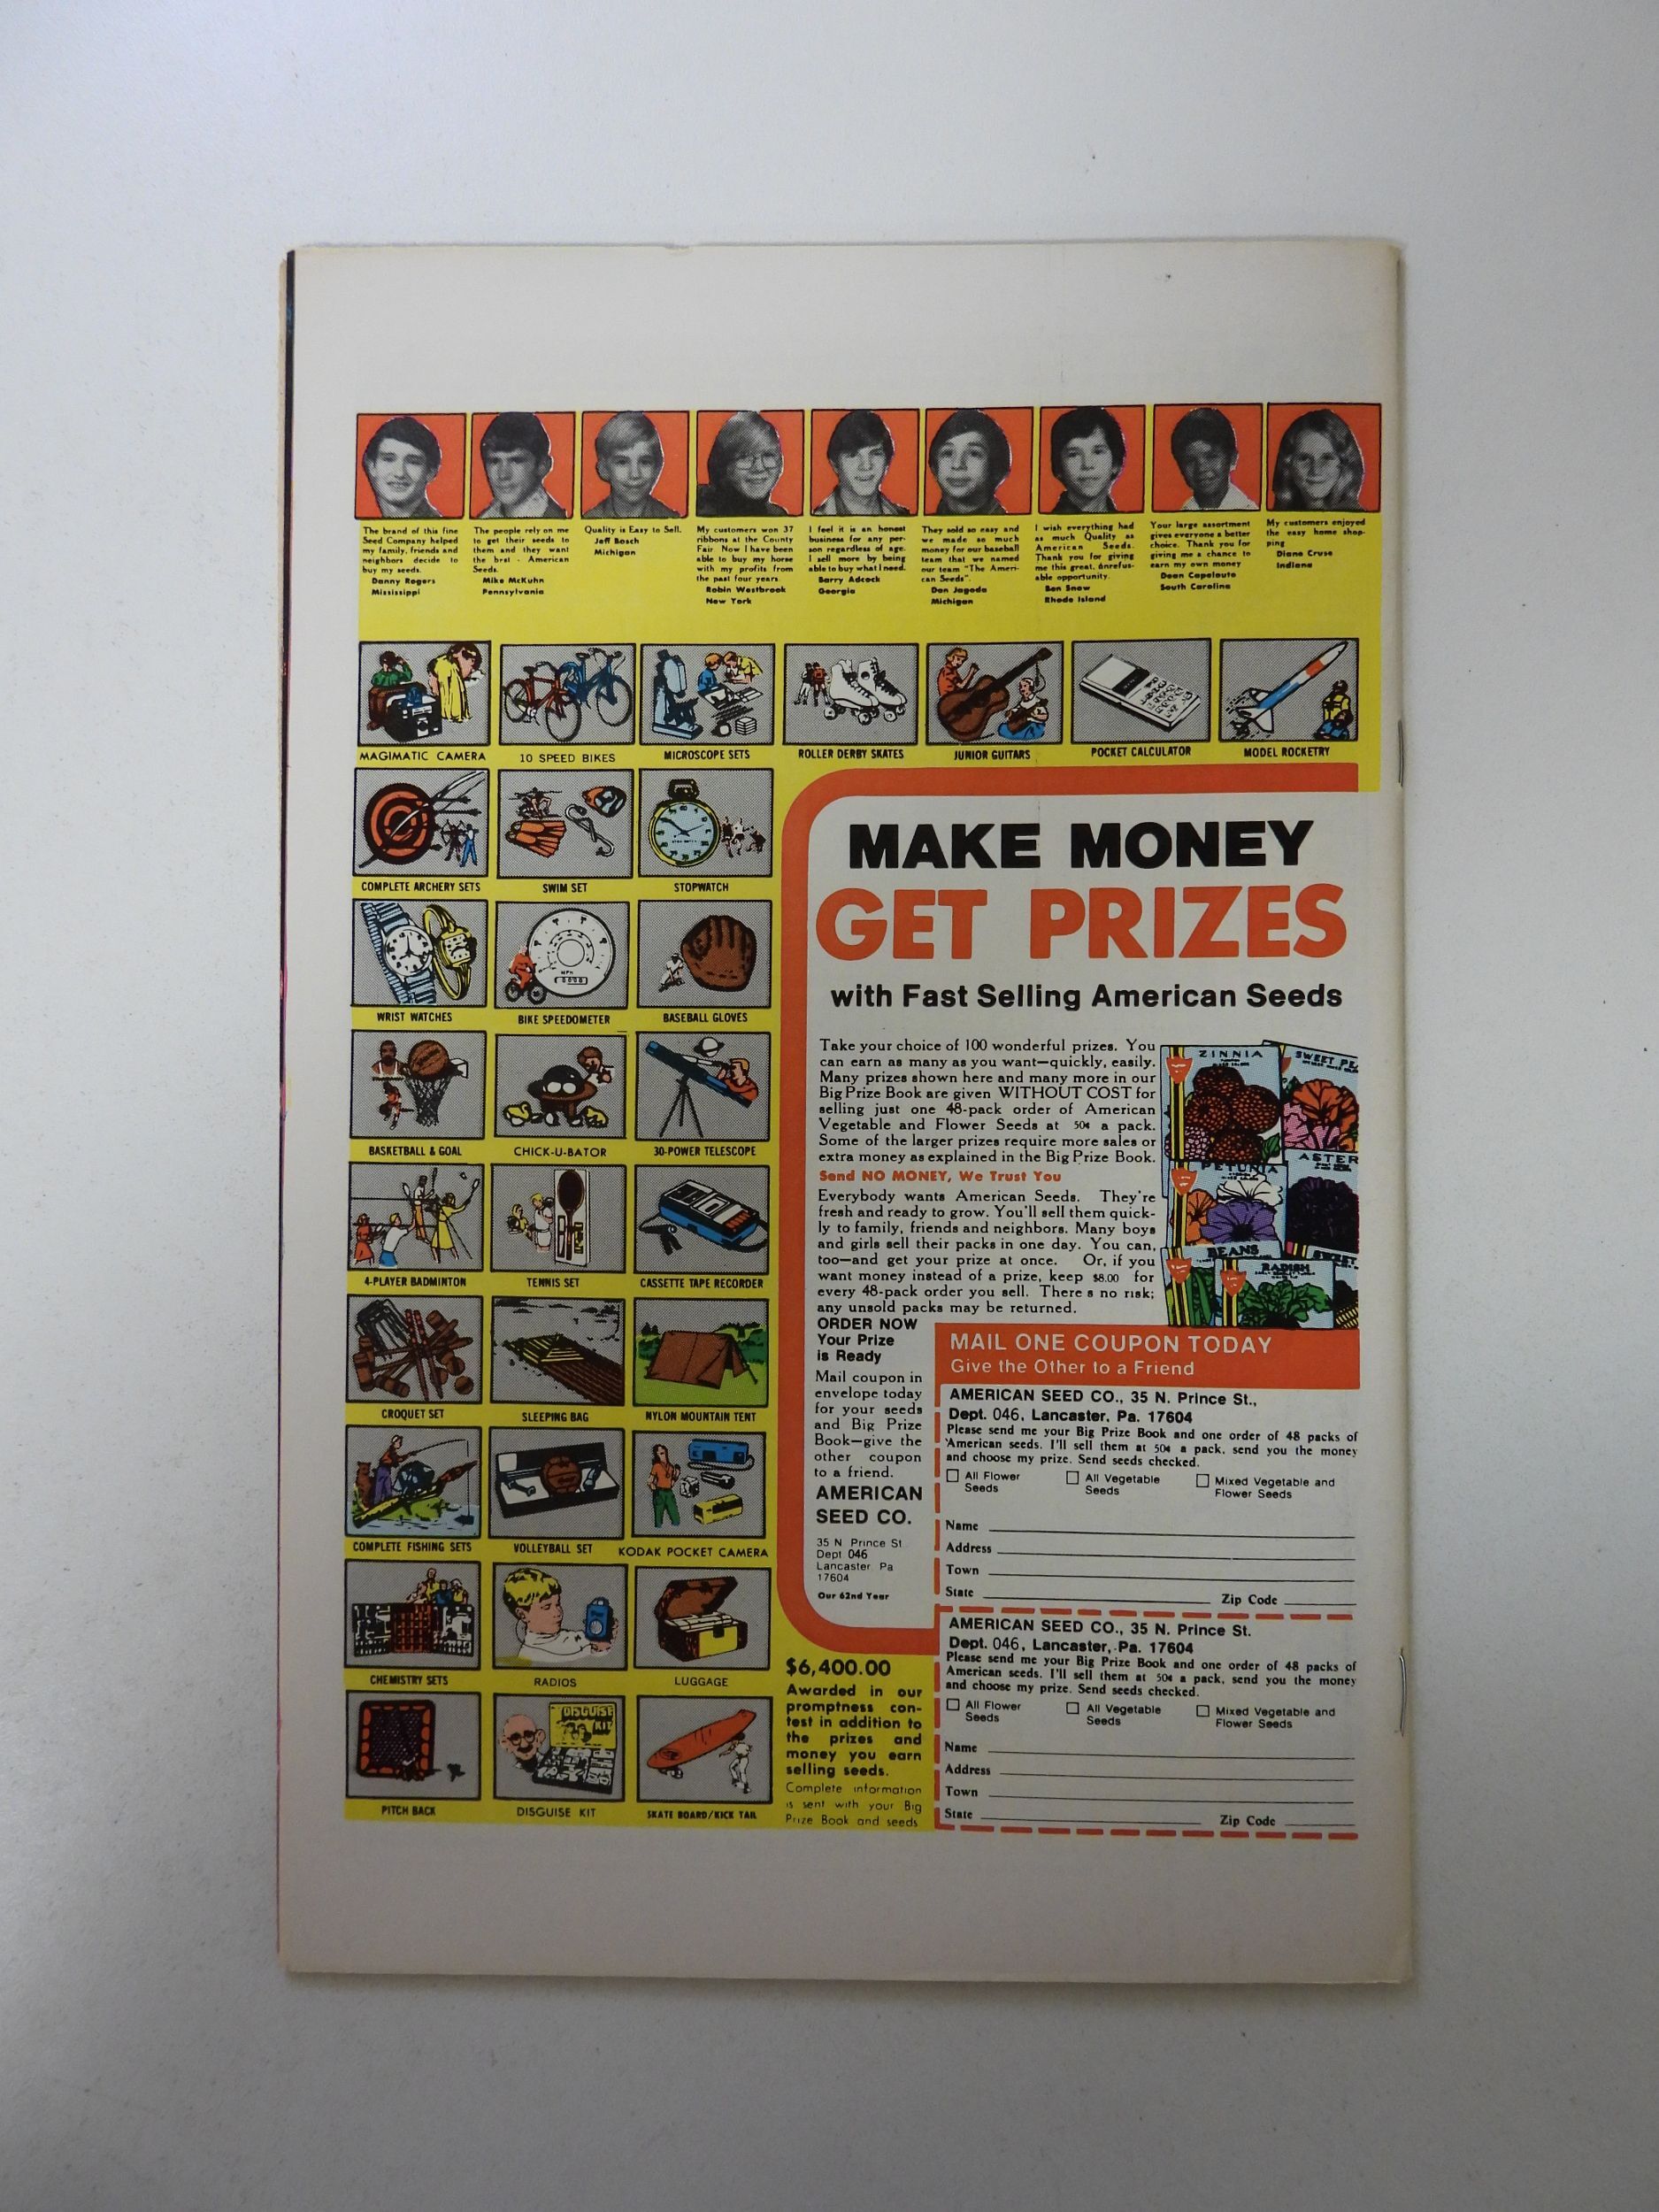 The brand of this fine
Seed Company helped
my family, friends and
neighbors decide to
buy my seeds.
Danny Rogers
Mississippi
The people rely on me
to get their seeds to
them and they want
the best - American
Seeds.
Mike McKuhn
Pennsylvania
Quality is Easy to Sell.
Jeff Bosch
Michigan
My customers won 37
ribbons at the County
Fair Now I have been
able to buy my horse
with my profits from
the past four years.
Robin Westbrook
New York
I feel it is an honest
business for any per-
son regardless of age.
I sell more by being
able to buy what I need.
Barry Adcock
Georgia
They sold so easy and
we made so much
money for our baseball
team that we named
our team "The Ameri-
can Seeds".
Don Jagoda
Michigan
I wish everything had
as much Quality as
American Seeds.
Thank you for giving
me this great, unrefus-
able opportunity.
Ben Snow
Rhode Island
Your large assortment
gives everyone a better
choice. Thank you for
giving me a chance to
earn my own money
Dean Capelouto
South Carolina
My customers enjoyed
the easy home shop-
ping
Diane Cruse
Indiana
MAGIMATIC CAMERA
10 SPEED BIKES
MICROSCOPE SETS
ROLLER DERBY SKATES
JUNIOR GUITARS
POCKET CALCULATOR
MODEL ROCKETRY
COMPLETE ARCHERY SETS
SWIM SET
STOPWATCH
WRIST WATCHES
MPH
BIKE SPEEDOMETER
BASEBALL GLOVES
BASKETBALL & GOAL
CHICK-U-BATOR
30-POWER TELESCOPE
4-PLAYER BADMINTON
TENNIS SET
CASSETTE TAPE RECORDER
CROQUET SET
SLEEPING BAG
NYLON MOUNTAIN TENT
COMPLETE FISHING SETS
VOLLEYBALL SET
KODAK POCKET CAMERA
CHEMISTRY SETS
RADIOS
LUGGAGE
PITCH BACK
DISGUISE
KIT
DISGUISE KIT
SKATE BOARD/KICK TAIL
MAKE MONEY
GET PRIZES
with Fast Selling American Seeds
Take your choice of 100 wonderful prizes. You
can earn as many as you want—quickly, easily.
Many prizes shown here and many more in our
Big Prize Book are given WITHOUT COST for
selling just one 48-pack order of American
Vegetable and Flower Seeds at 50¢ a pack.
Some of the larger prizes require more sales or
extra money as explained in the Big Prize Book.
Send NO MONEY, We Trust You
Everybody wants American Seeds. They're
fresh and ready to grow. You'll sell them quick-
ly to family, friends and neighbors. Many boys
and girls sell their packs in one day. You can,
too—and get your prize at once. Or, if you
want money instead of a prize, keep $8.00 for
every 48-pack order you sell. There s no risk;
any unsold packs may be returned.
ZINNIA
SWEET PE
ASTER
PETUNIA
BEANS
RADISH
SWEET
ORDER NOW
Your Prize
is Ready
Mail coupon in
envelope today
for your seeds
and Big Prize
Book—give the
other coupon
to a friend.
AMERICAN
SEED CO.
35 N Prince St
Dept 046
Lancaster Pa
17604
Our 62nd Year
$6,400.00
Awarded in our
promptness con-
test in addition to
the prizes and
money you earn
selling seeds.
Complete information
is sent with your Big
Prize Book and seeds
MAIL ONE COUPON TODAY
Give the Other to a Friend
AMERICAN SEED CO., 35 N. Prince St.,
Dept. 046, Lancaster, Pa. 17604
Please send me your Big Prize Book and one order of 48 packs of
American seeds. I'll sell them at 50¢ a pack, send you the money
and choose my prize. Send seeds checked.
All Flower
Seeds
All Vegetable
Seeds
Mixed Vegetable and
Flower Seeds
Name
Address
Town
State Zip Code
AMERICAN SEED CO., 35 N. Prince St.
Dept. 046, Lancaster, Pa. 17604
Please send me your Big Prize Book and one order of 48 packs of
American seeds. I'll sell them at 50¢ a pack, send you the money
and choose my prize. Send seeds checked.
All Flower
Seeds
All Vegetable
Seeds
Mixed Vegetable and
Flower Seeds
Name
Address
Town
State Zip Code